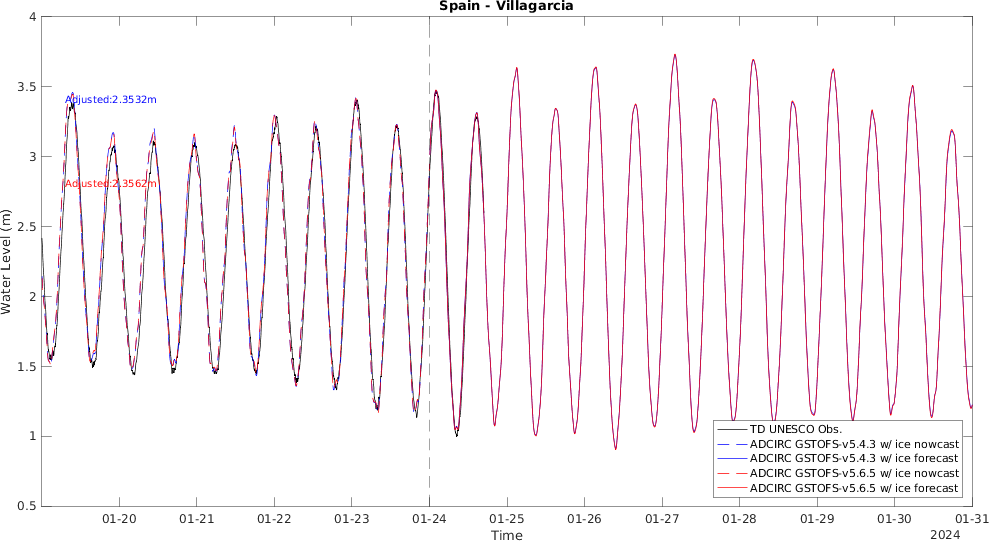 Spain - Villagarcia
4
3.5
3
2.5
2
1.5
1
0.5
Water Level (m)
Adjusted:2.3532m
Adjusted:2.3562m
TD UNESCO Obs.
ADCIRC GSTOFS-v5.4.3 w/ ice nowcast
ADCIRC GSTOFS-v5.4.3 w/ ice forecast
ADCIRC GSTOFS-v5.6.5 w/ ice nowcast
ADCIRC GSTOFS-v5.6.5 w/ ice forecast
01-20 01-21 01-22 01-23 01-24 01-25 01-26 01-27 01-28 01-29 01-30 01-31
Time
2024